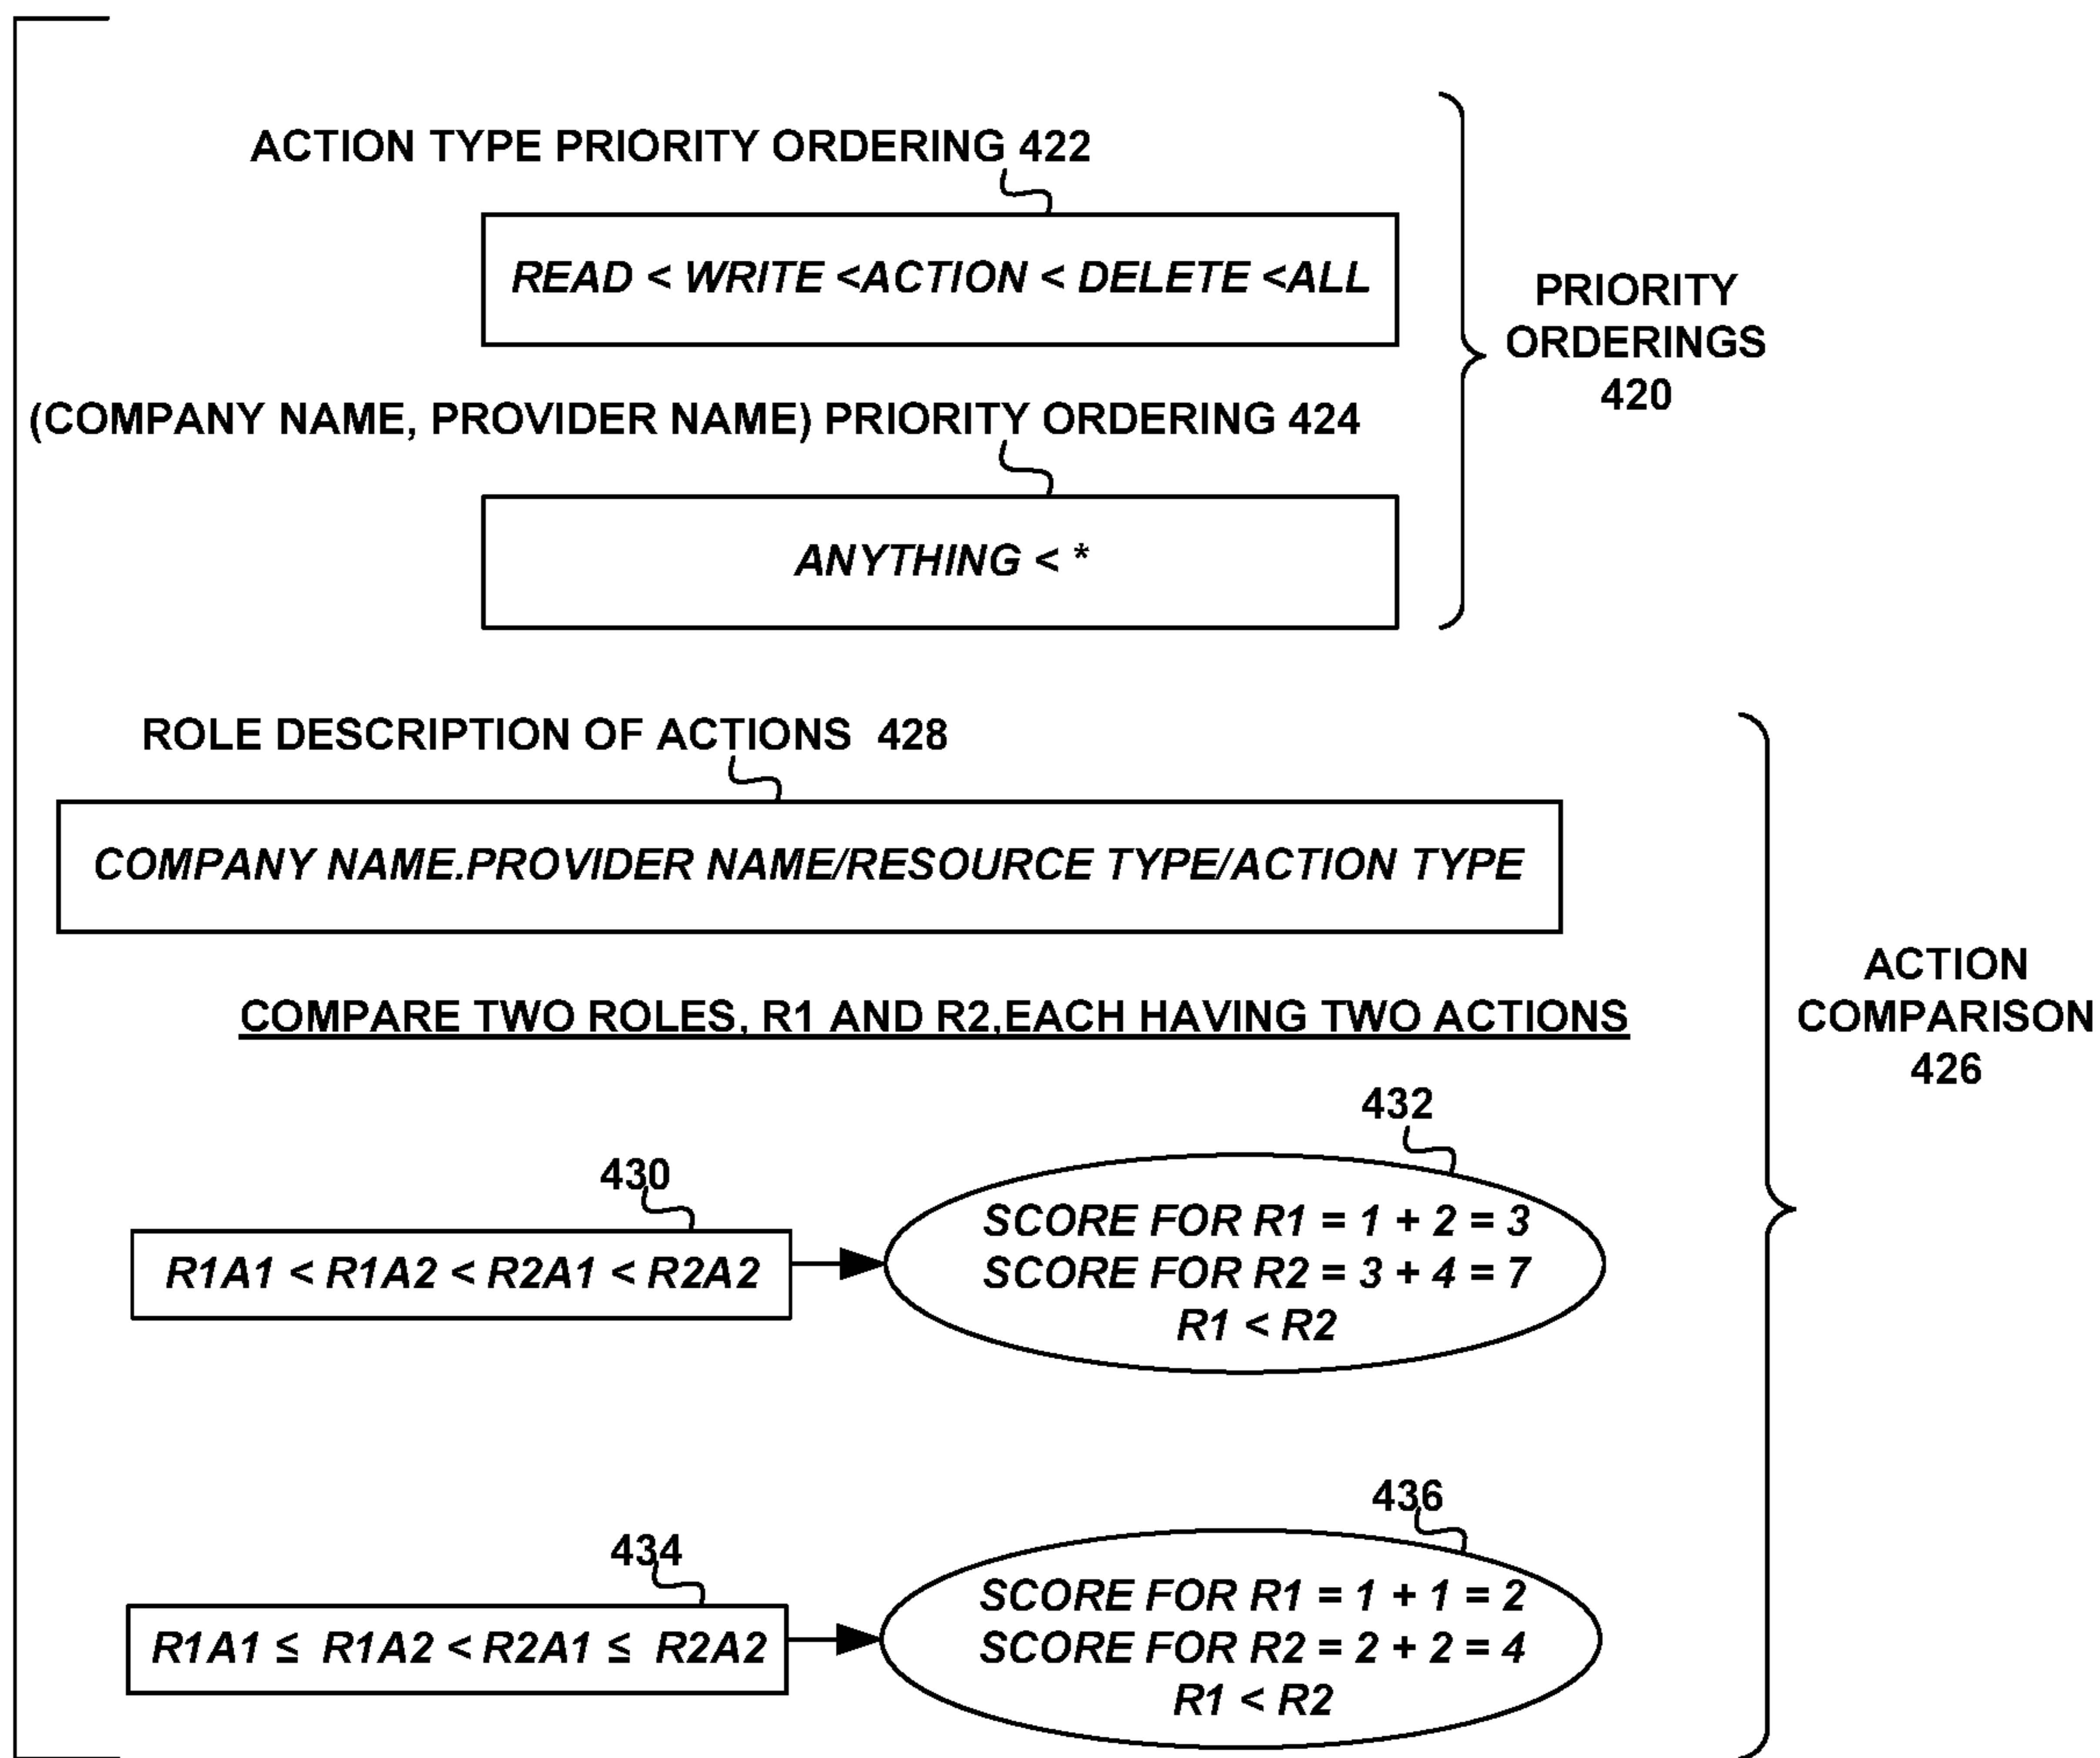 ACTION TYPE PRIORITY ORDERING 422
READ < WRITE <ACTION < DELETE <ALL
PRIORITY
ORDERINGS
420
(COMPANY NAME, PROVIDER NAME) PRIORITY ORDERING 424
ANYTHING < *
ROLE DESCRIPTION OF ACTIONS 428
COMPANY NAME.PROVIDER NAME/RESOURCE TYPE/ACTION TYPE
ACTION
COMPARISON
426
COMPARE TWO ROLES, R1 AND R2,EACH HAVING TWO ACTIONS
430
R1A1 < R1A2 < R2A1 < R2A2
432
SCORE FOR R1 = 1 + 2 = 3
SCORE FOR R2 = 3 + 4 = 7
R1 < R2
434
R1A1 ≤ R1A2 < R2A1 ≤ R2A2
436
SCORE FOR R1 = 1 + 1 = 2
SCORE FOR R2 = 2 + 2 = 4
R1 < R2